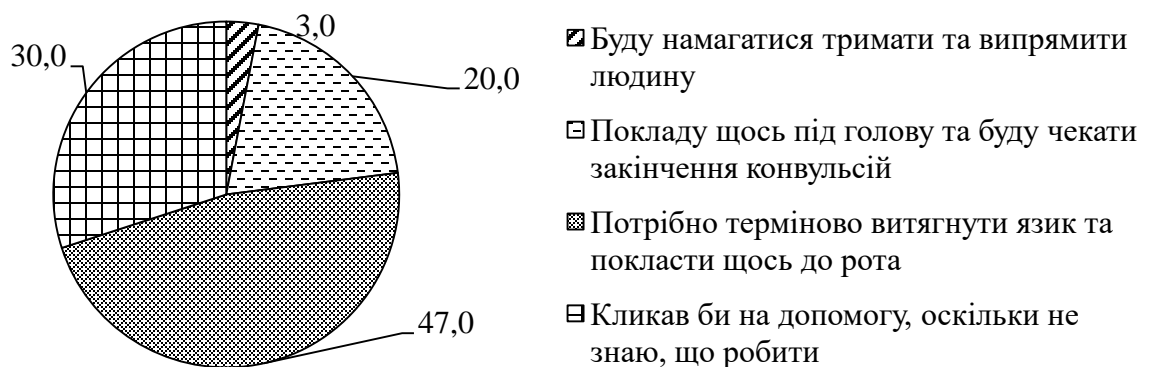 3,0
30,0
20,0
47,0
Буду намагатися тримати та випрямити
людину
Покладу щось під голову та буду чекати
закінчення конвульсій
Потрібно терміново витягнути язик та
покласти щось до рота
Кликав би на допомогу, оскільки не
знаю, що робити